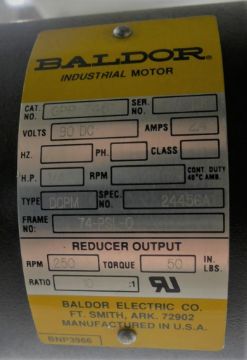 BALDOR
INDUSTRIAL MOTOR
CAT. NO. SER. NO.
VOLTS 90 DC AMPS
HZ. PH. CLASS
H.P. RPM CONT DUTY 40°C AMB.
TYPE SPEC. NO.
FRAME NO.
REDUCER OUTPUT
RPM 250 TORQUE 50 IN. LBS.
RATIO 10 :1
BALDOR ELECTRIC CO.
FT. SMITH, ARK. 72902
MANUFACTURED IN U.S.A.
BNP3966